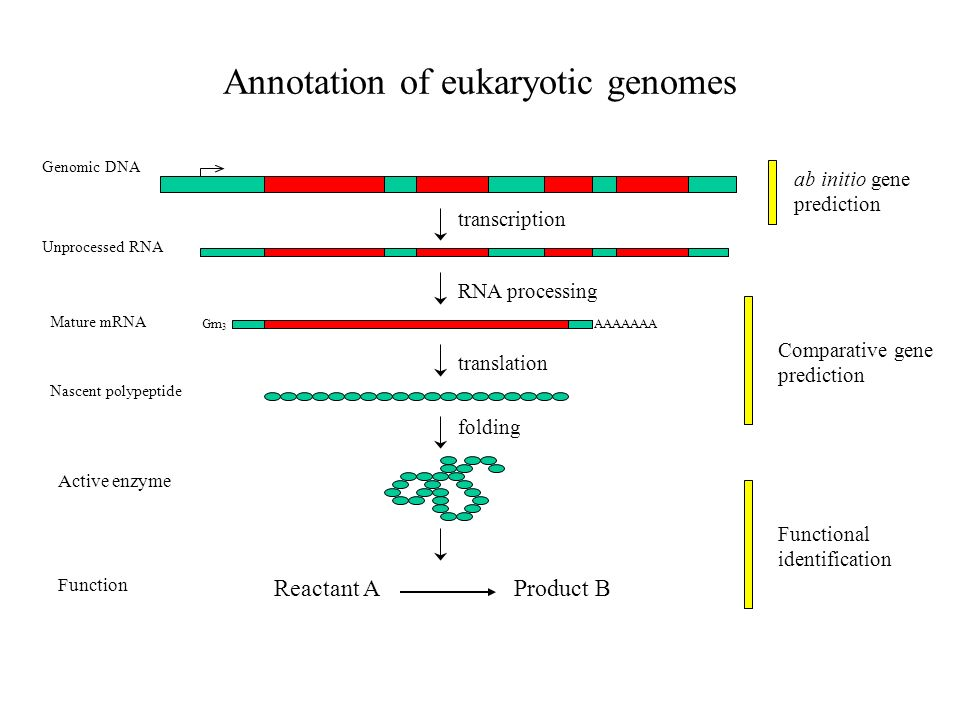 Annotation of eukaryotic genomes
Genomic DNA
ab initio gene
prediction
transcription
Unprocessed RNA
RNA processing
Mature mRNA
Gm3
AAAAAAA
Comparative gene
prediction
translation
Nascent polypeptide
folding
Active enzyme
Functional
identification
Function
Reactant A
Product B